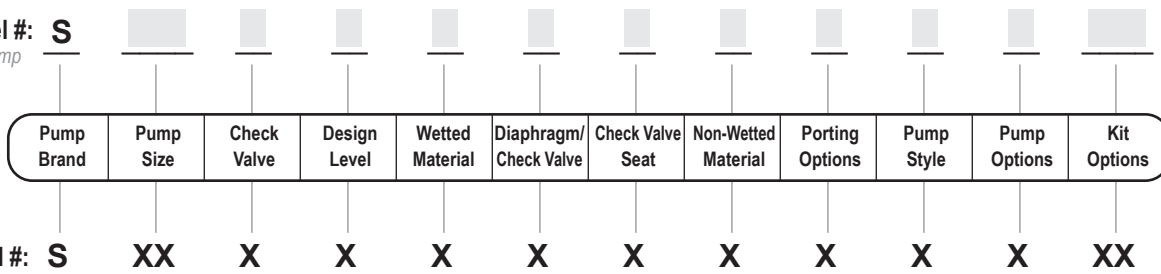 l #: S
mp
Pump Brand
Pump Size
Check Valve
Design Level
Wetted Material
Diaphragm/ Check Valve
Check Valve Seat
Non-Wetted Material
Porting Options
Pump Style
Pump Options
Kit Options
l #: S XX X X X X X X X X X XX